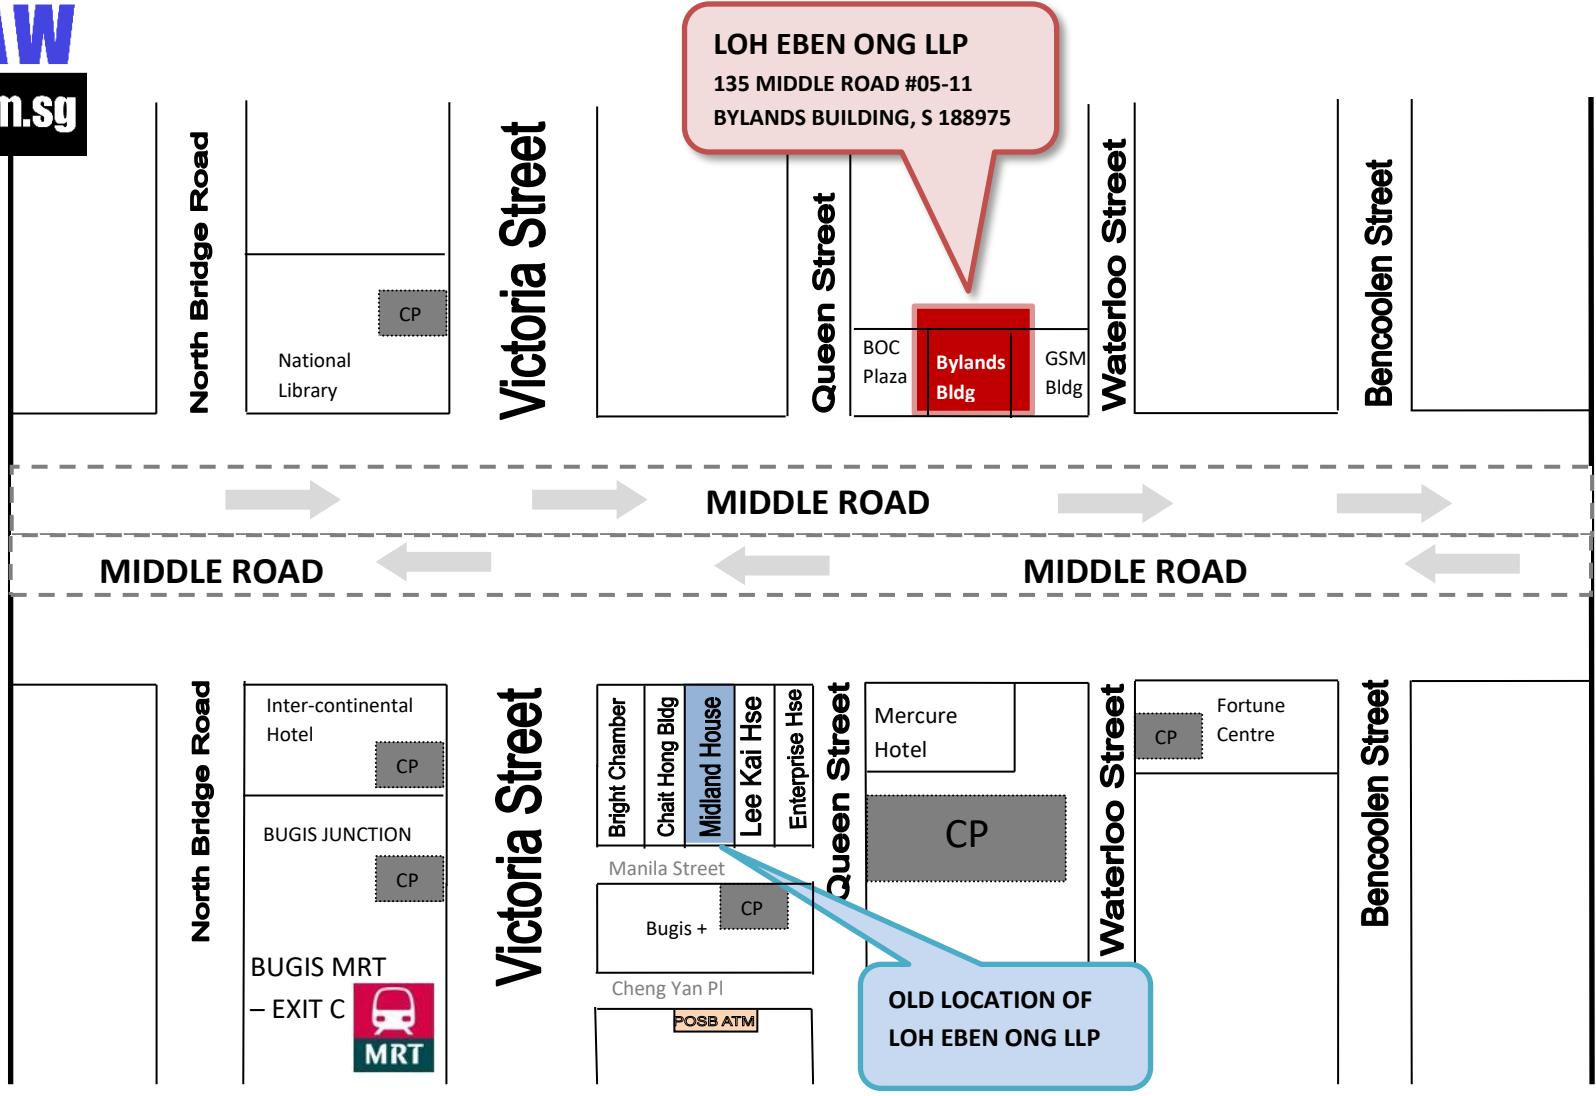 AW
m.sg
LOH EBEN ONG LLP
135 MIDDLE ROAD #05-11
BYLANDS BUILDING, S 188975
North Bridge Road
Victoria Street
Queen Street
Waterloo Street
Bencoolen Street
CP
National
Library
BOC
Plaza
Bylands
Bldg
GSM
Bldg
MIDDLE ROAD
MIDDLE ROAD
MIDDLE ROAD
North Bridge Road
Inter-continental
Hotel
CP
BUGIS JUNCTION
CP
BUGIS MRT
– EXIT C
MRT
Victoria Street
Bright Chamber
Chait Hong Bldg
Midland House
Lee Kai Hse
Enterprise Hse
Manila Street
CP
Bugis +
Cheng Yan Pl
POSB ATM
Queen Street
Mercure
Hotel
CP
Waterloo Street
CP
Fortune
Centre
Bencoolen Street
OLD LOCATION OF
LOH EBEN ONG LLP